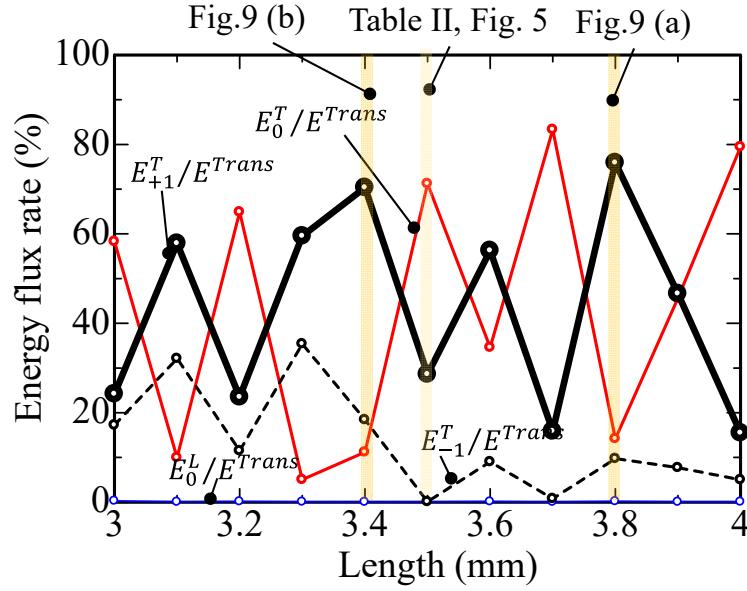 Fig.9 (b)
Table II, Fig. 5
Fig.9 (a)
Energy flux rate (%)
100
80
60
40
20
0
E_0^T/E^{Trans}
E_{+1}^T/E^{Trans}
E_0^L/E^{Trans}
E_{-1}^T/E^{Trans}
3
3.2
3.4
3.6
3.8
4
Length (mm)